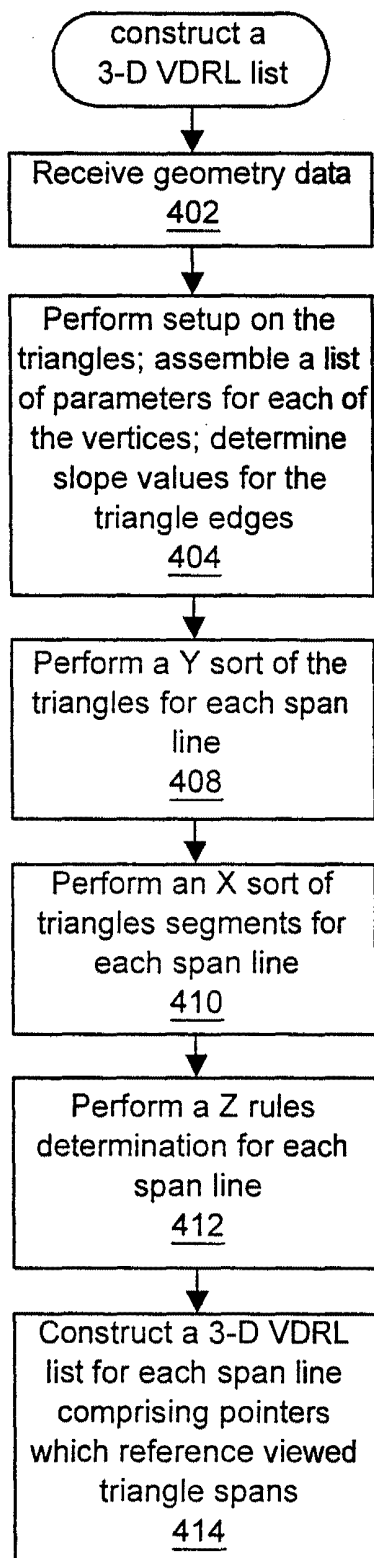 construct a
3-D VDRL list
Receive geometry data
402
Perform setup on the
triangles; assemble a list
of parameters for each of
the vertices; determine
slope values for the
triangle edges
404
Perform a Y sort of the
triangles for each span
line
408
Perform an X sort of
triangles segments for
each span line
410
Perform a Z rules
determination for each
span line
412
Construct a 3-D VDRL
list for each span line
comprising pointers
which reference viewed
triangle spans
414